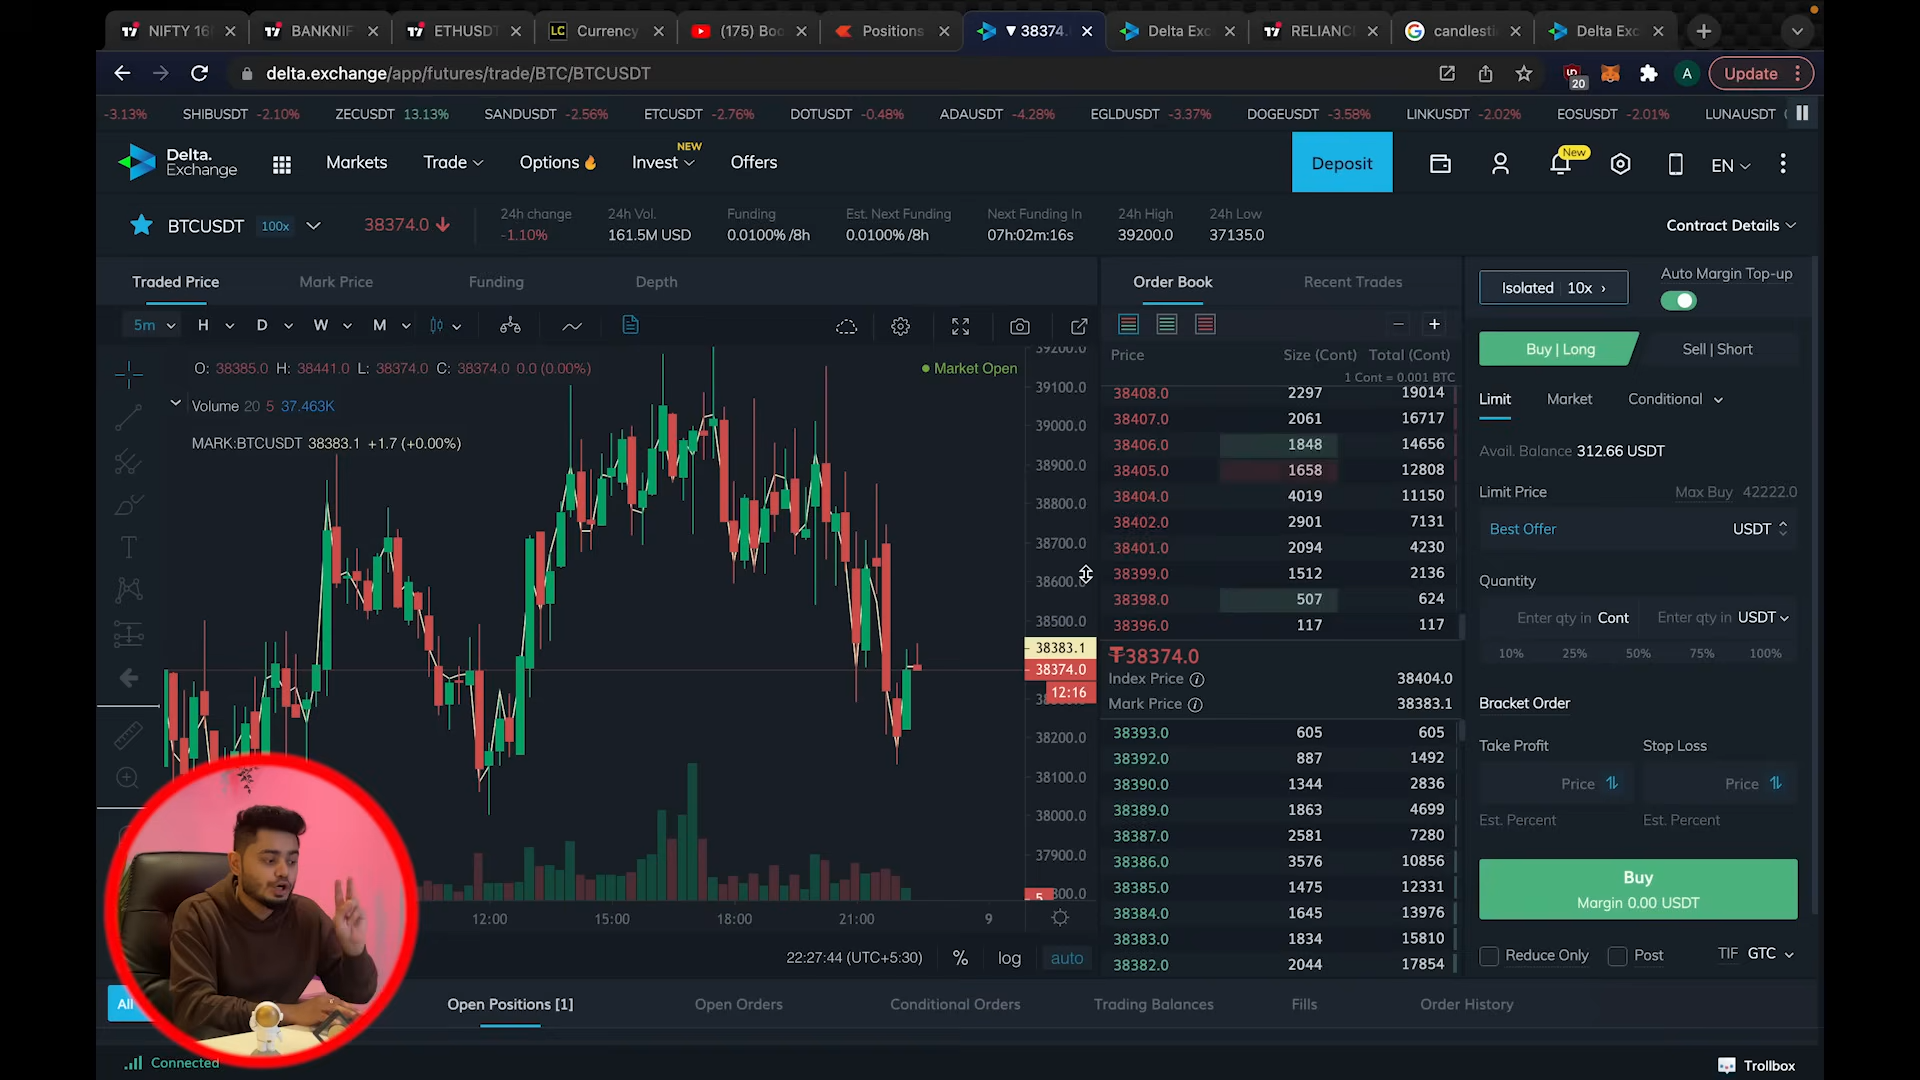 NIFTY 16
BANKNIF
ETHUSDT
LC Currency
(175) Boo
Positions
▼ 38374.
Delta Exc
RELIANC
candlesti
Delta Exc
delta.exchange/app/futures/trade/BTC/BTCUSDT
20
A
Update
-3.13% SHIBUSDT -2.10% ZECUSDT 13.13% SANDUSDT -2.56% ETCUSDT -2.76% DOTUSDT -0.48% ADAUSDT -4.28% EGLDUSDT -3.37% DOGEUSDT -3.58% LINKUSDT -2.02% EOSUSDT -2.01% LUNAUSDT
Delta.
Exchange
Markets
Trade
Options
Invest
NEW
Offers
Deposit
New
EN
BTCUSDT 100x
38374.0
24h change
-1.10%
24h Vol.
161.5M USD
Funding
0.0100% /8h
Est. Next Funding
0.0100% /8h
Next Funding In
07h:02m:16s
24h High
39200.0
24h Low
37135.0
Contract Details
Traded Price
Mark Price
Funding
Depth
5m H D W M
O: 38385.0 H: 38441.0 L: 38374.0 C: 38374.0 0.0 (0.00%)
Market Open
Volume 20 5 37.463K
MARK:BTCUSDT 38383.1 +1.7 (+0.00%)
39200.0
39100.0
39000.0
38900.0
38800.0
38700.0
38600.0
38500.0
38383.1
38374.0
12:16
38200.0
38100.0
38000.0
37900.0
5
12:00 15:00 18:00 21:00 9
22:27:44 (UTC+5:30) % log auto
Order Book
Recent Trades
Price Size (Cont) Total (Cont)
1 Cont = 0.001 BTC
38408.0 2297 19014
38407.0 2061 16717
38406.0 1848 14656
38405.0 1658 12808
38404.0 4019 11150
38402.0 2901 7131
38401.0 2094 4230
38399.0 1512 2136
38398.0 507 624
38396.0 117 117
38374.0
Index Price 38404.0
Mark Price 38383.1
38393.0 605 605
38392.0 887 1492
38390.0 1344 2836
38389.0 1863 4699
38387.0 2581 7280
38386.0 3576 10856
38385.0 1475 12331
38384.0 1645 13976
38383.0 1834 15810
38382.0 2044 17854
Isolated 10x ›
Auto Margin Top-up
Buy | Long
Sell | Short
Limit
Market
Conditional
Avail. Balance 312.66 USDT
Limit Price
Max Buy 42222.0
Best Offer
USDT
Quantity
Enter qty in Cont
Enter qty in USDT
10% 25% 50% 75% 100%
Bracket Order
Take Profit
Stop Loss
Price
Price
Est. Percent
Est. Percent
Buy
Margin 0.00 USDT
Reduce Only
Post
TIF GTC
All
Open Positions [1]
Open Orders
Conditional Orders
Trading Balances
Fills
Order History
Connected
Trollbox